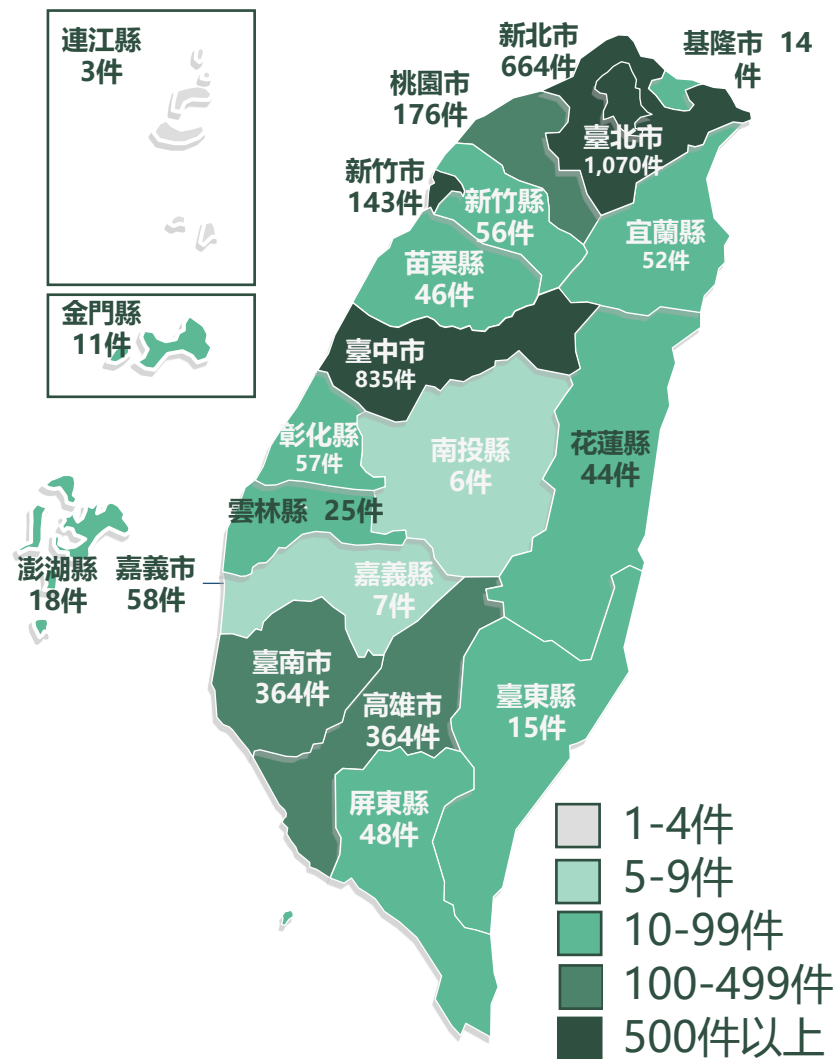 連江縣
3件
新北市
664件
基隆市 14
件
桃園市
176件
臺北市
1,070件
新竹市
143件
新竹縣
56件
宜蘭縣
52件
苗栗縣
46件
金門縣
11件
臺中市
835件
彰化縣
57件
南投縣
6件
花蓮縣
44件
雲林縣 25件
澎湖縣
18件
嘉義市
58件
嘉義縣
7件
臺南市
364件
高雄市
364件
臺東縣
15件
屏東縣
48件
1-4件
5-9件
10-99件
100-499件
500件以上